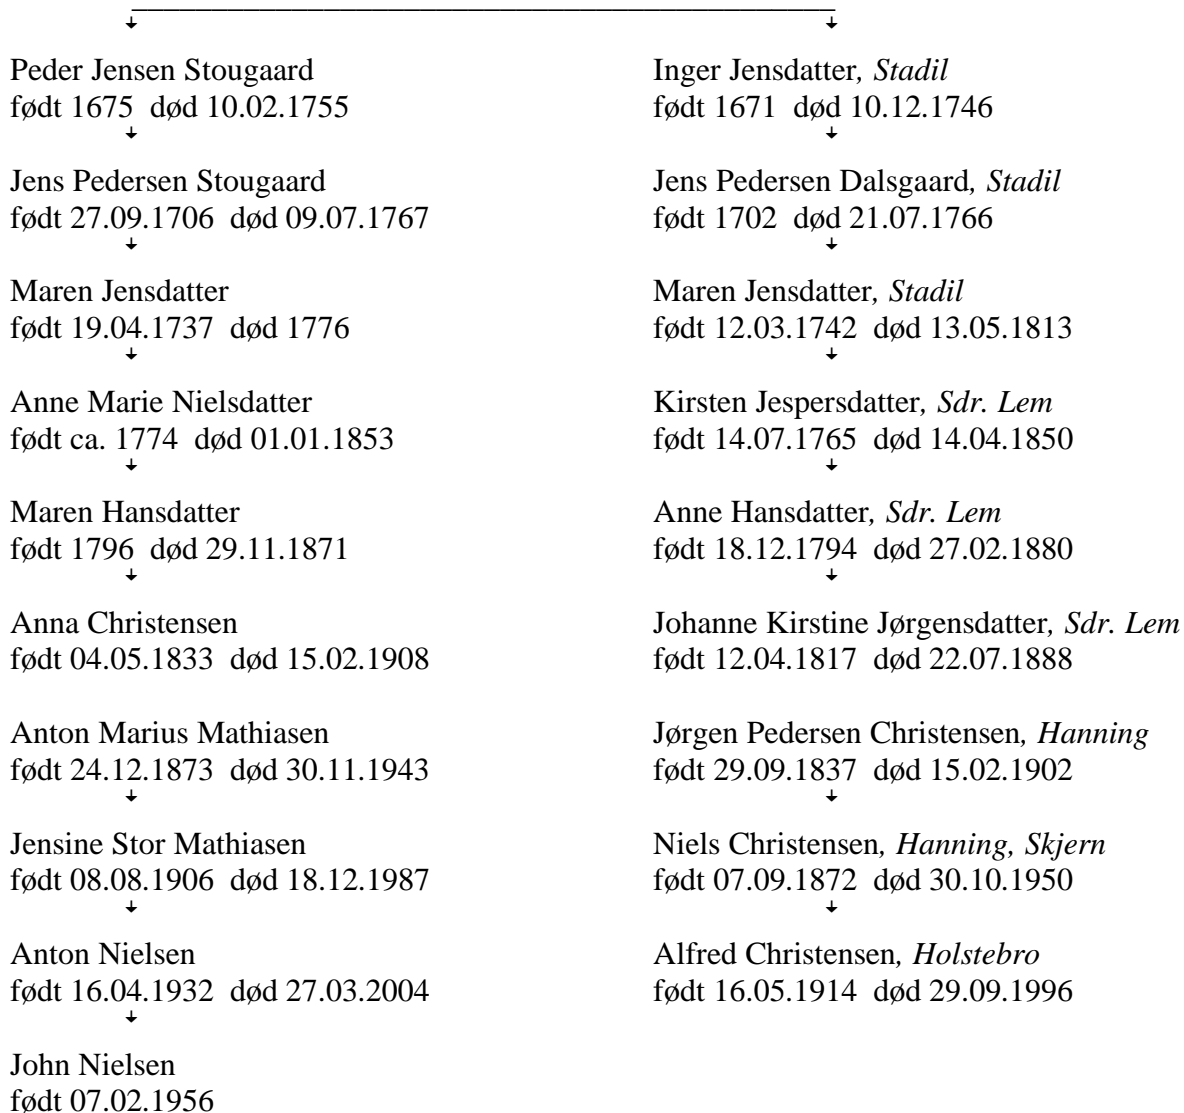 Peder Jensen Stougaard
født 1675 død 10.02.1755
Jens Pedersen Stougaard
født 27.09.1706 død 09.07.1767
Maren Jensdatter
født 19.04.1737 død 1776
Anne Marie Nielsdatter
født ca. 1774 død 01.01.1853
Maren Hansdatter
født 1796 død 29.11.1871
Anna Christensen
født 04.05.1833 død 15.02.1908
Anton Marius Mathiasen
født 24.12.1873 død 30.11.1943
Jensine Stor Mathiasen
født 08.08.1906 død 18.12.1987
Anton Nielsen
født 16.04.1932 død 27.03.2004
John Nielsen
født 07.02.1956
Inger Jensdatter, Stadil
født 1671 død 10.12.1746
Jens Pedersen Dalsgaard, Stadil
født 1702 død 21.07.1766
Maren Jensdatter, Stadil
født 12.03.1742 død 13.05.1813
Kirsten Jespersdatter, Sdr. Lem
født 14.07.1765 død 14.04.1850
Anne Hansdatter, Sdr. Lem
født 18.12.1794 død 27.02.1880
Johanne Kirstine Jørgensdatter, Sdr. Lem
født 12.04.1817 død 22.07.1888
Jørgen Pedersen Christensen, Hanning
født 29.09.1837 død 15.02.1902
Niels Christensen, Hanning, Skjern
født 07.09.1872 død 30.10.1950
Alfred Christensen, Holstebro
født 16.05.1914 død 29.09.1996